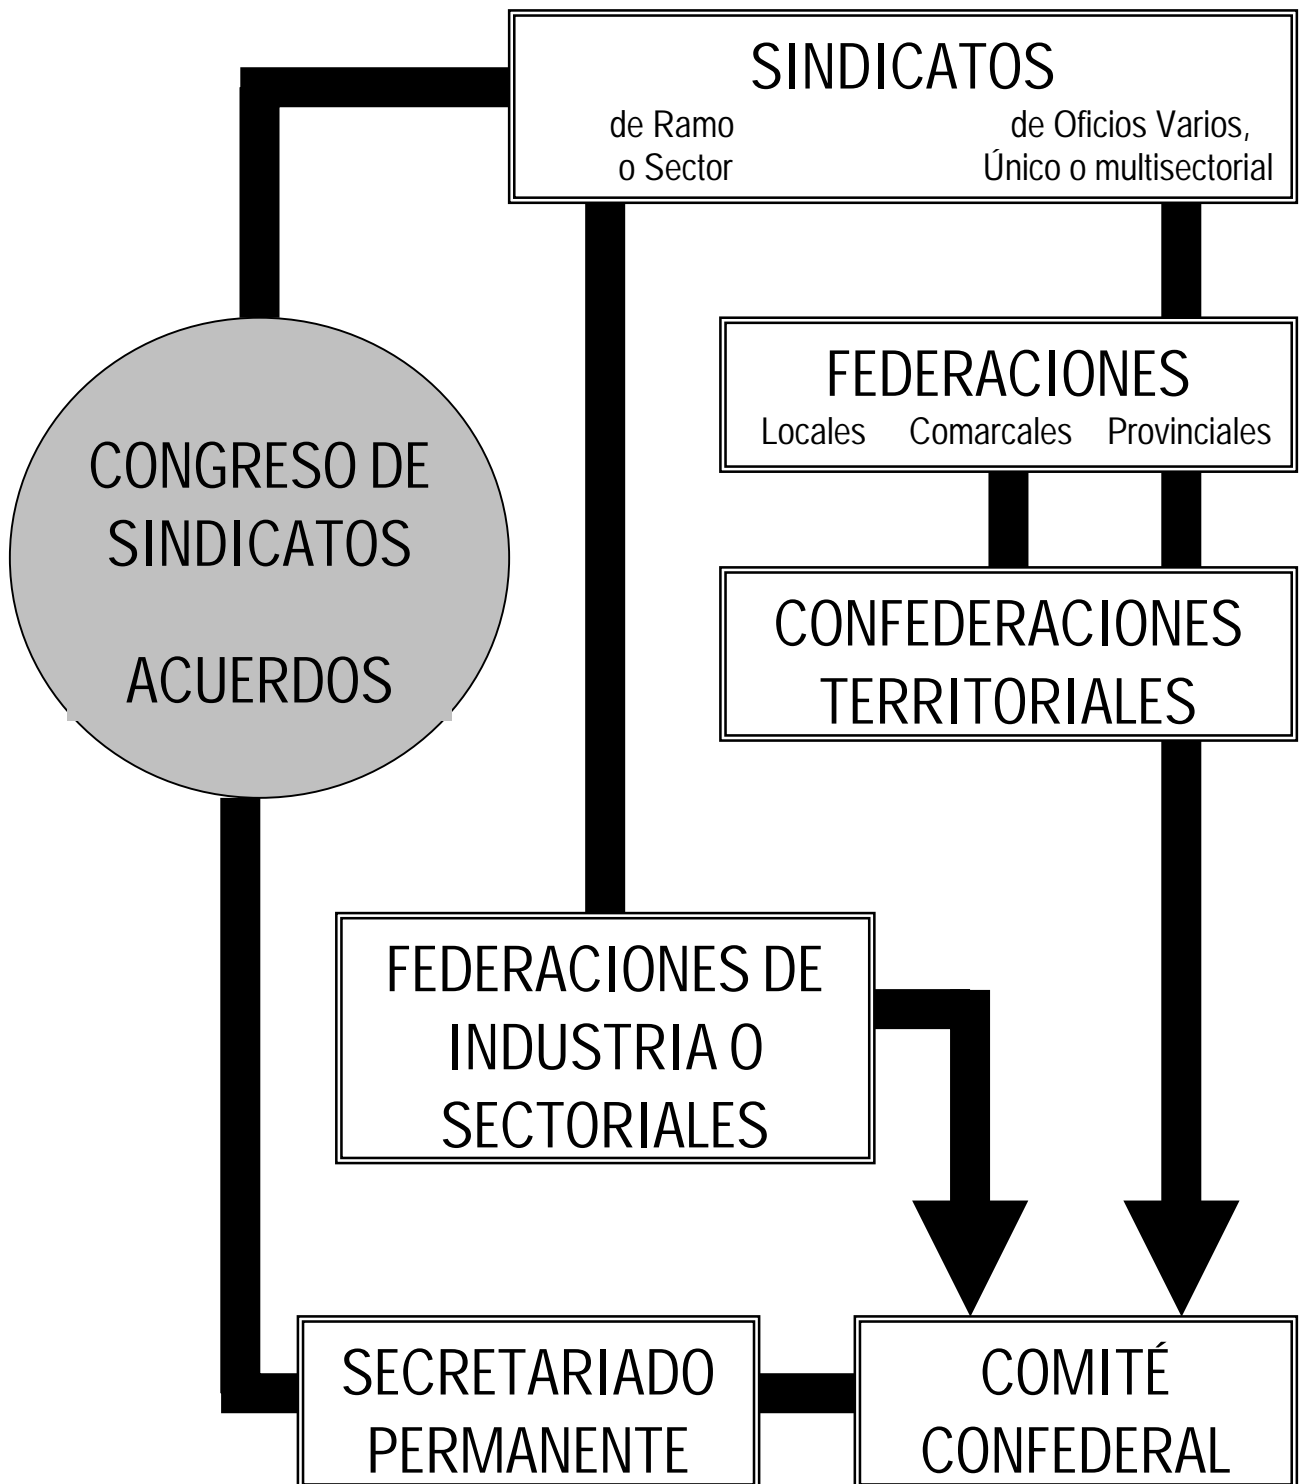 SINDICATOS
de Ramo
o Sector
de Oficios Varios,
Único o multisectorial
FEDERACIONES
Locales Comarcales Provinciales
CONGRESO DE
SINDICATOS
ACUERDOS
CONFEDERACIONES
TERRITORIALES
FEDERACIONES DE
INDUSTRIA O
SECTORIALES
SECRETARIADO
PERMANENTE
COMITÉ
CONFEDERAL